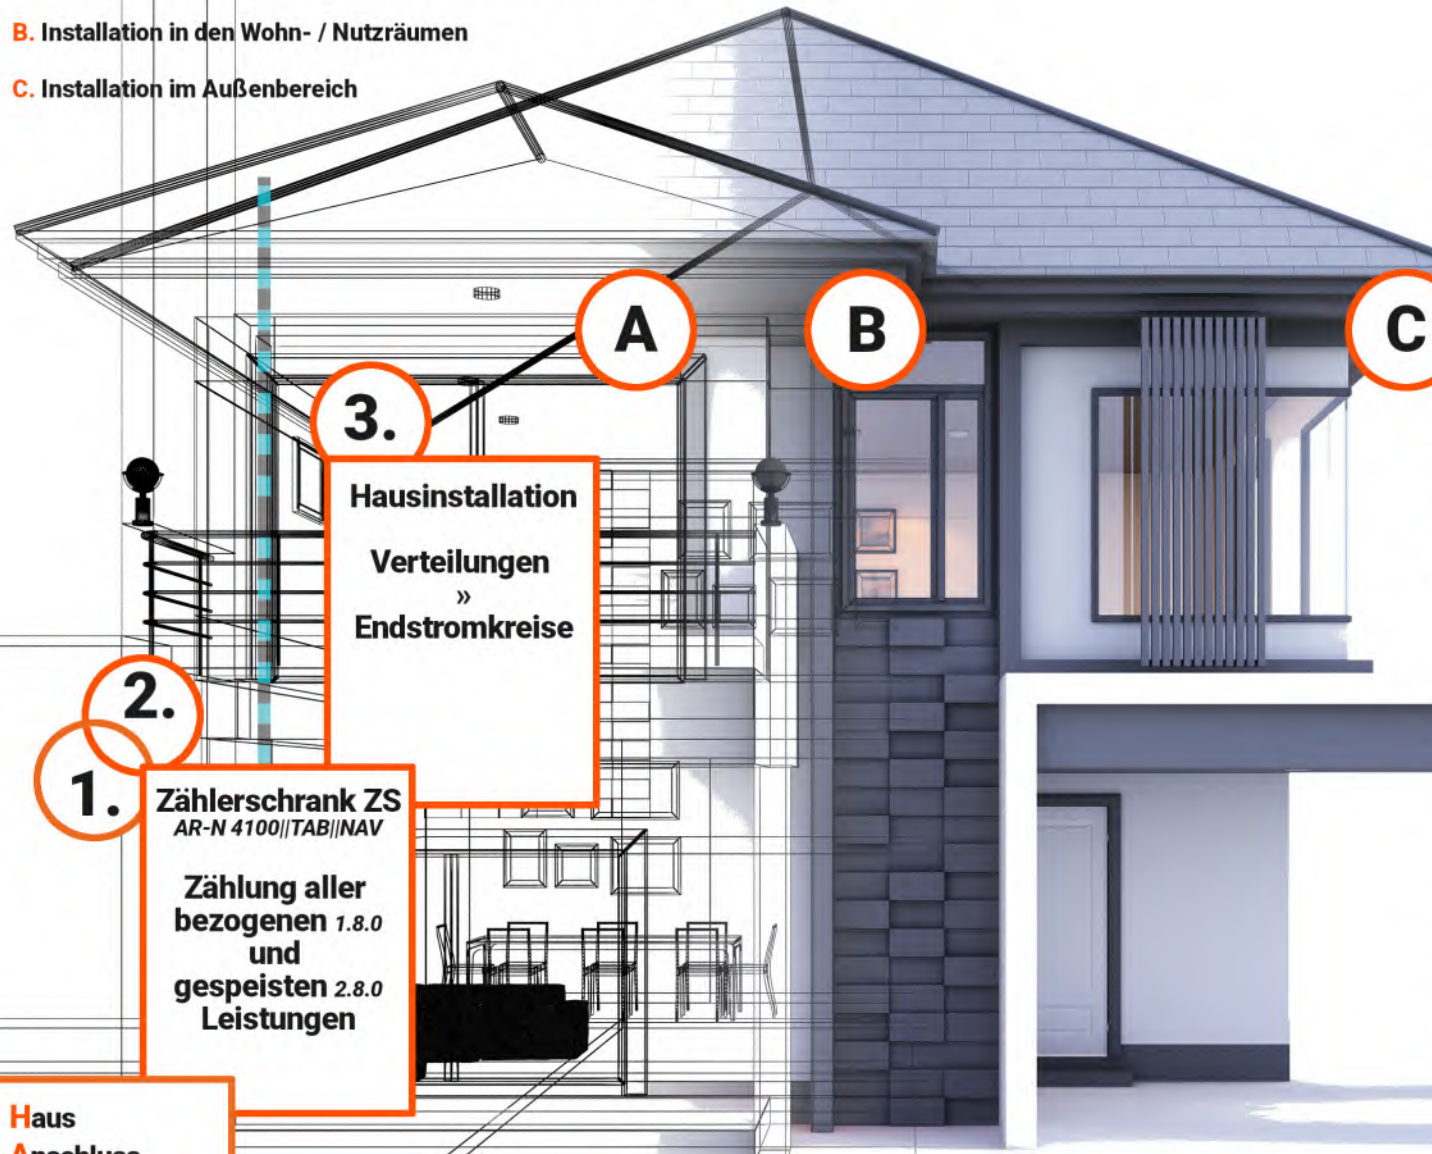 B. Installation in den Wohn- / Nutzräumen
C. Installation im Außenbereich
A
B
C
3.
Hausinstallation
Verteilungen
»
Endstromkreise
2.
1.
Zählerschrank ZS
AR-N 4100||TAB||NAV
Zählung aller
bezogenen 1.8.0
und
gespeisten 2.8.0
Leistungen
Haus
Anschluss